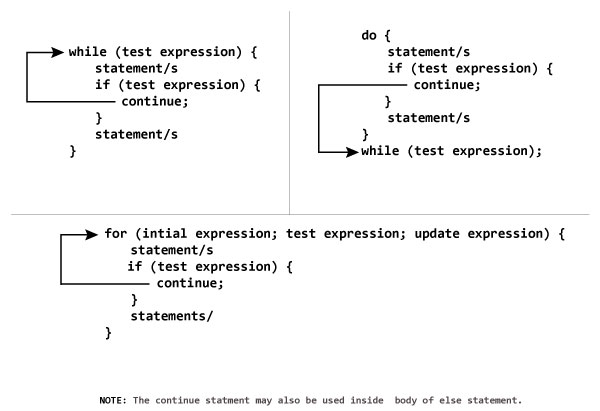 while (test expression) {
statement/s
if (test expression) {
continue;
}
statement/s
}
do {
statement/s
if (test expression) {
continue;
}
statement/s
}
while (test expression);
for (intial expression; test expression; update expression) {
statement/s
if (test expression) {
continue;
}
statements/
}
NOTE: The continue statment may also be used inside body of else statement.